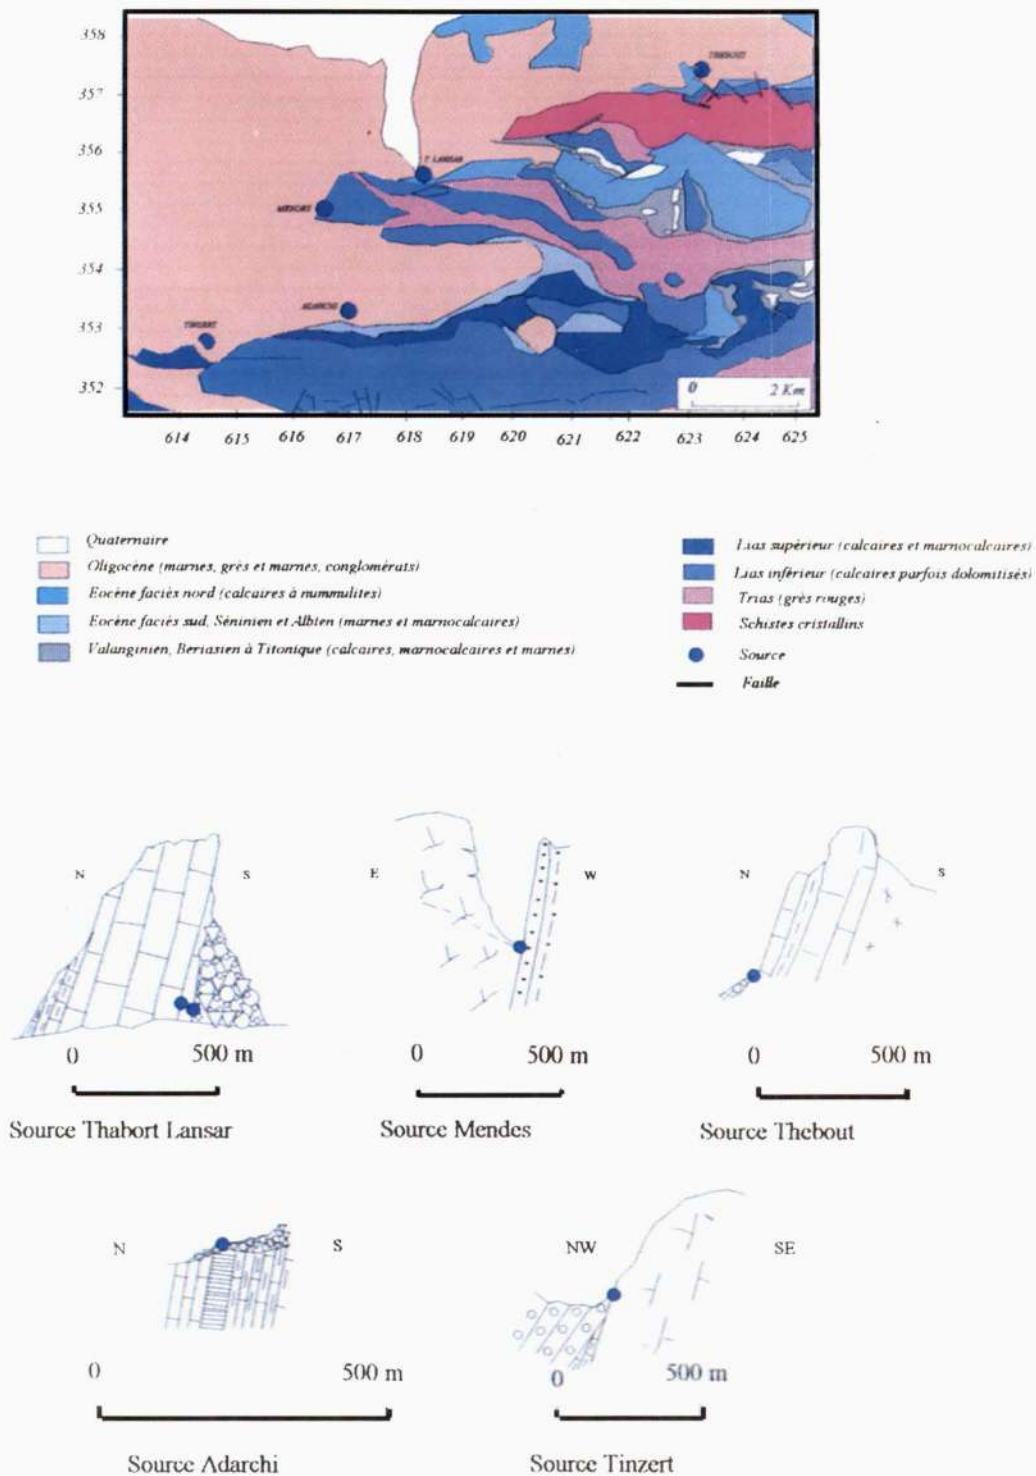 358
357
356
355
354
353
352
T. LANSAR
MENDES
TINZERT
0 2 Km
614 615 616 617 618 619 620 621 622 623 624 625
Quaternaire
Oligocène (marnes, grès et marnes, conglomérats)
Eocène faciès nord (calcaires à nummulites)
Eocène faciès sud, Séninien et Albien (marnes et marnocalcaires)
Valanginien, Beriasien à Titonique (calcaires, marnocalcaires et marnes)
Lias supérieur (calcaires et marnocalcaires)
Lias inférieur (calcaires parfois dolomitisés)
Trias (grès rouges)
Schistes cristallins
Source
Faille
N S
0 500 m
Source Thabort Lansar
E W
0 500 m
Source Mendes
N S
0 500 m
Source Thebout
N S
0 500 m
Source Adarchi
NW SE
0 500 m
Source Tinzert